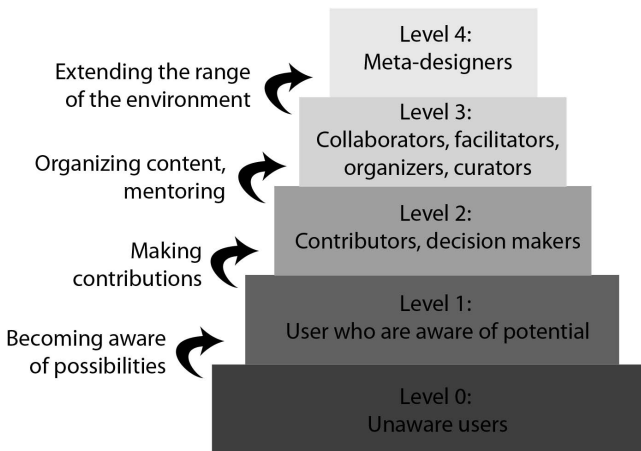 Level 4:
Meta-designers
Extending the range
of the environment
Level 3:
Collaborators, facilitators,
organizers, curators
Organizing content,
mentoring
Level 2:
Contributors, decision makers
Making
contributions
Level 1:
User who are aware of potential
Becoming aware
of possibilities
Level 0:
Unaware users